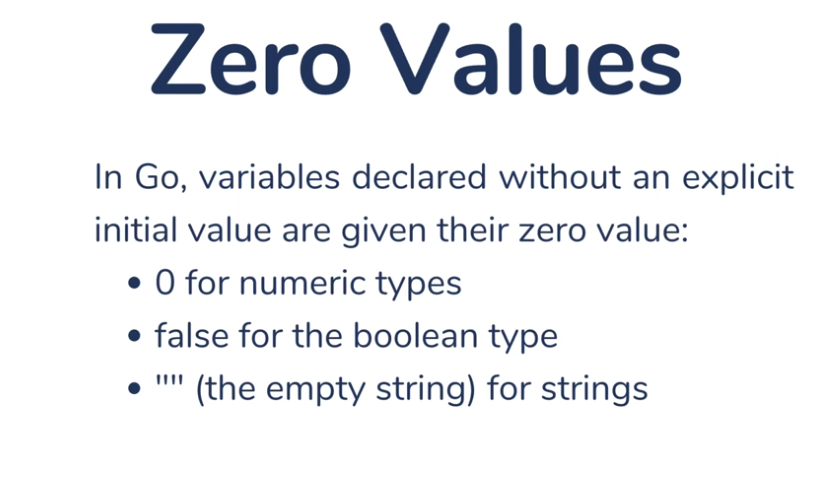 Zero Values
In Go, variables declared without an explicit
initial value are given their zero value:
• 0 for numeric types
• false for the boolean type
• "" (the empty string) for strings